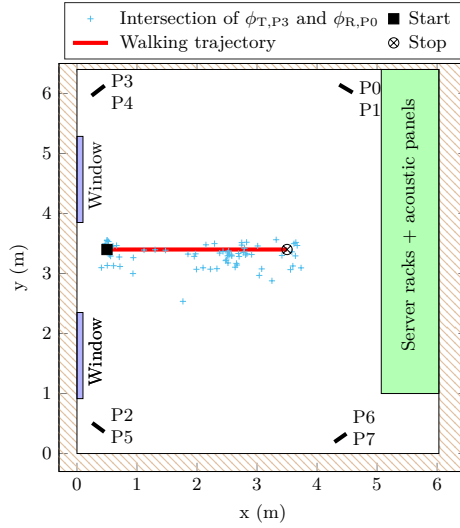 Intersection of ϕT,P3 and ϕR,P0
Start
Walking trajectory
Stop
P3
P4
P0
P1
Window
Window
Server racks + acoustic panels
P2
P5
P6
P7
0
1
2
3
4
5
6
y (m)
0
1
2
3
4
5
6
x (m)